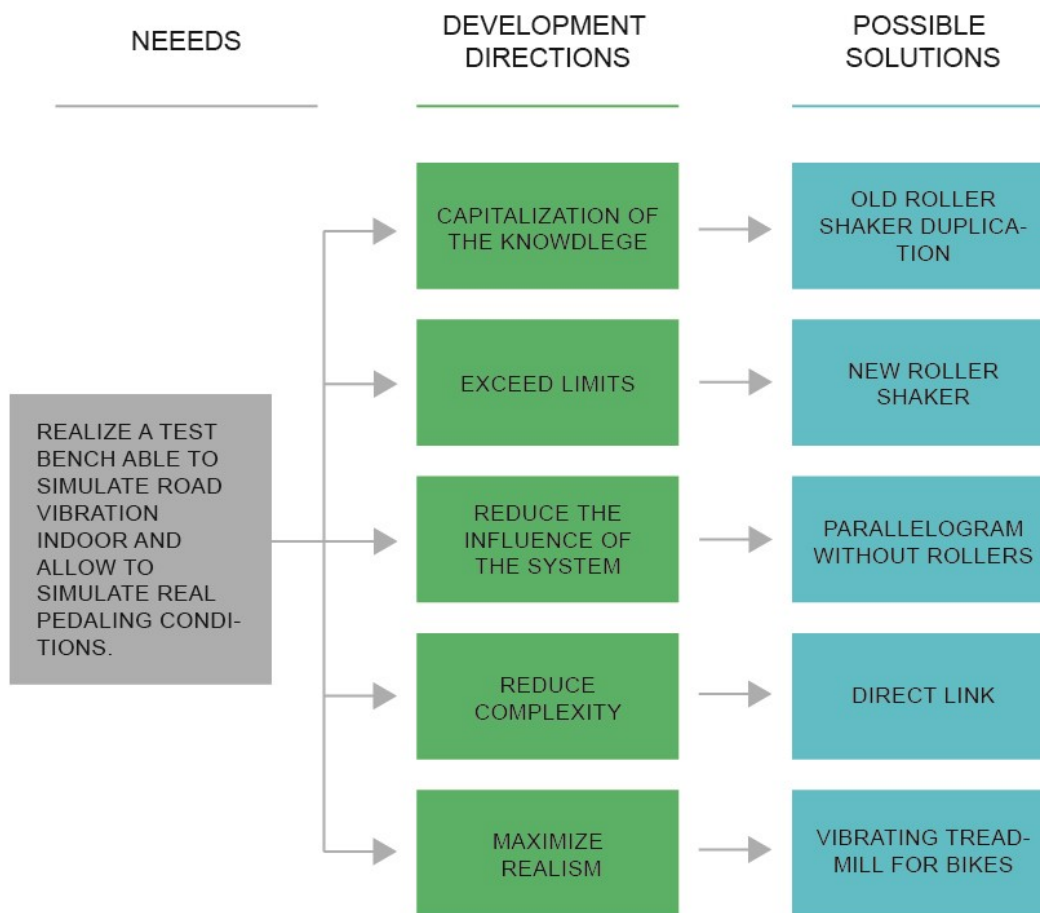 NEEEDS
DEVELOPMENT
DIRECTIONS
POSSIBLE
SOLUTIONS
REALIZE A TEST
BENCH ABLE TO
SIMULATE ROAD
VIBRATION
INDOOR AND
ALLOW TO
SIMULATE REAL
PEDALING CONDI-
TIONS.
CAPITALIZATION OF
THE KNOWDLEGE
OLD ROLLER
SHAKER DUPLICA-
TION
EXCEED LIMITS
NEW ROLLER
SHAKER
REDUCE THE
INFLUENCE OF
THE SYSTEM
PARALLELOGRAM
WITHOUT ROLLERS
REDUCE
COMPLEXITY
DIRECT LINK
MAXIMIZE
REALISM
VIBRATING TREAD-
MILL FOR BIKES